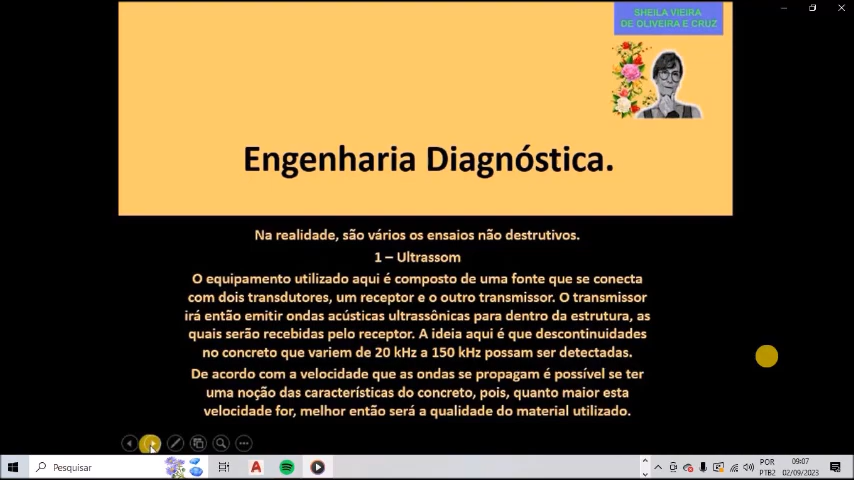 SHEILA VIEIRA
DE OLIVEIRA E CRUZ
Engenharia Diagnóstica.
Na realidade, são vários os ensaios não destrutivos.
1 – Ultrassom
O equipamento utilizado aqui é composto de uma fonte que se conecta
com dois transdutores, um receptor e o outro transmissor. O transmissor
irá então emitir ondas acústicas ultrassônicas para dentro da estrutura, as
quais serão recebidas pelo receptor. A ideia aqui é que descontinuidades
no concreto que variem de 20 kHz a 150 kHz possam ser detectadas.
De acordo com a velocidade que as ondas se propagam é possível se ter
uma noção das características do concreto, pois, quanto maior esta
velocidade for, melhor então será a qualidade do material utilizado.
Pesquisar
POR
PTB2
09:07
02/09/2023